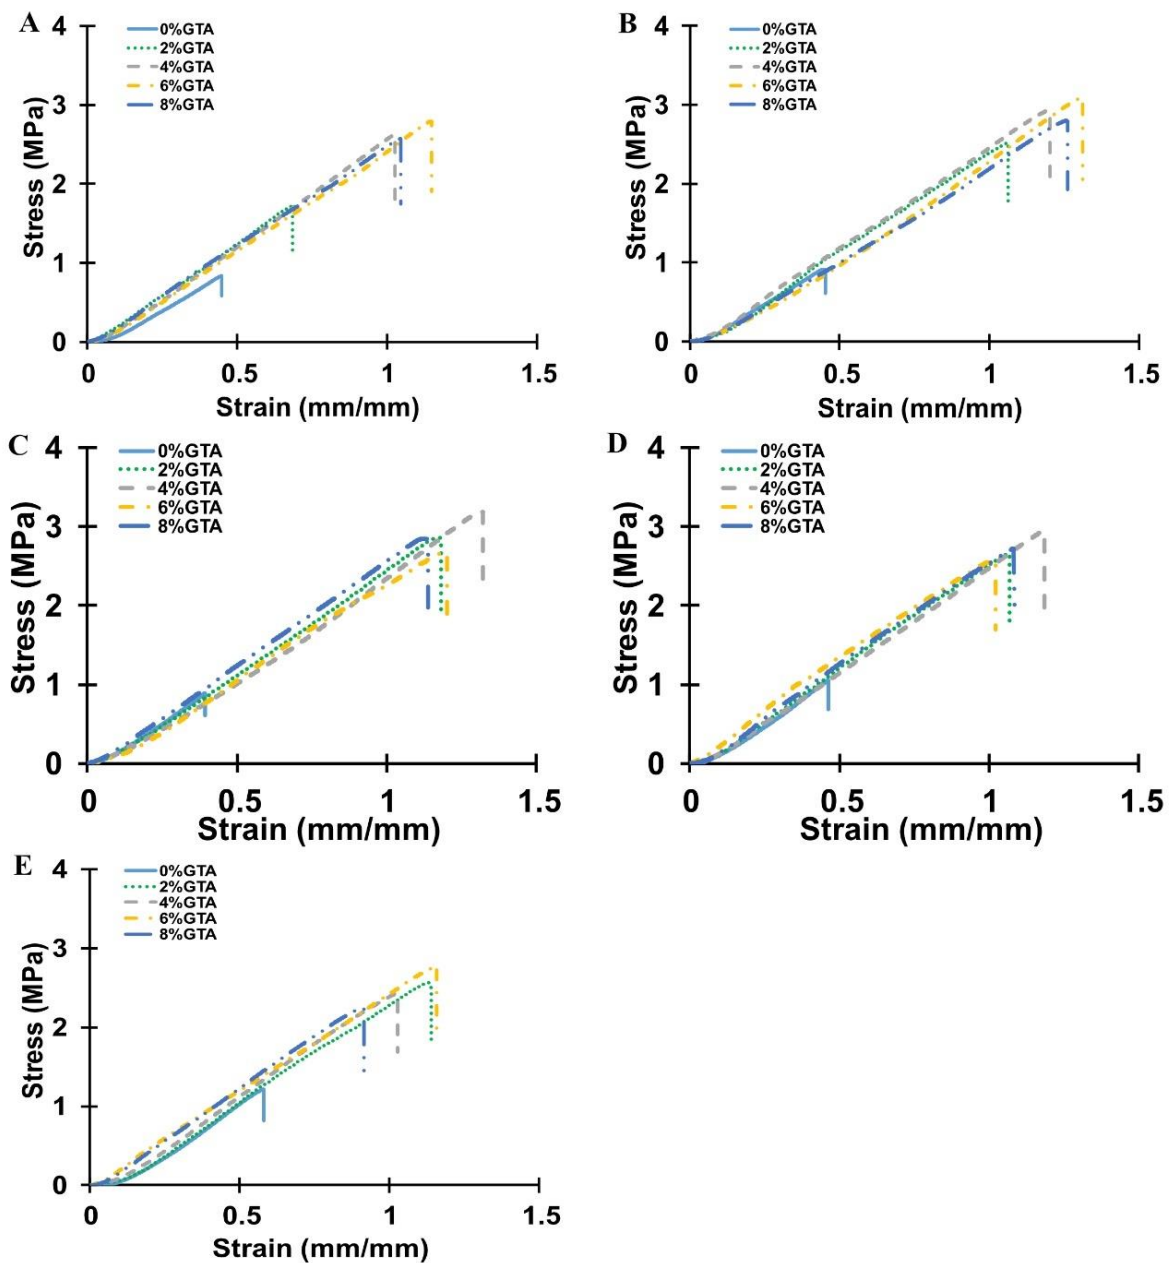 A
0%GTA
2%GTA
4%GTA
6%GTA
8%GTA
Stress (MPa)
4
3
2
1
0
0 0.5 1 1.5
Strain (mm/mm)
B
0%GTA
2%GTA
4%GTA
6%GTA
8%GTA
Stress (MPa)
4
3
2
1
0
0 0.5 1 1.5
Strain (mm/mm)
C
0%GTA
2%GTA
4%GTA
6%GTA
8%GTA
Stress (MPa)
4
3
2
1
0
0 0.5 1 1.5
Strain (mm/mm)
D
0%GTA
2%GTA
4%GTA
6%GTA
8%GTA
Stress (MPa)
4
3
2
1
0
0 0.5 1 1.5
Strain (mm/mm)
E
0%GTA
2%GTA
4%GTA
6%GTA
8%GTA
Stress (MPa)
4
3
2
1
0
0 0.5 1 1.5
Strain (mm/mm)